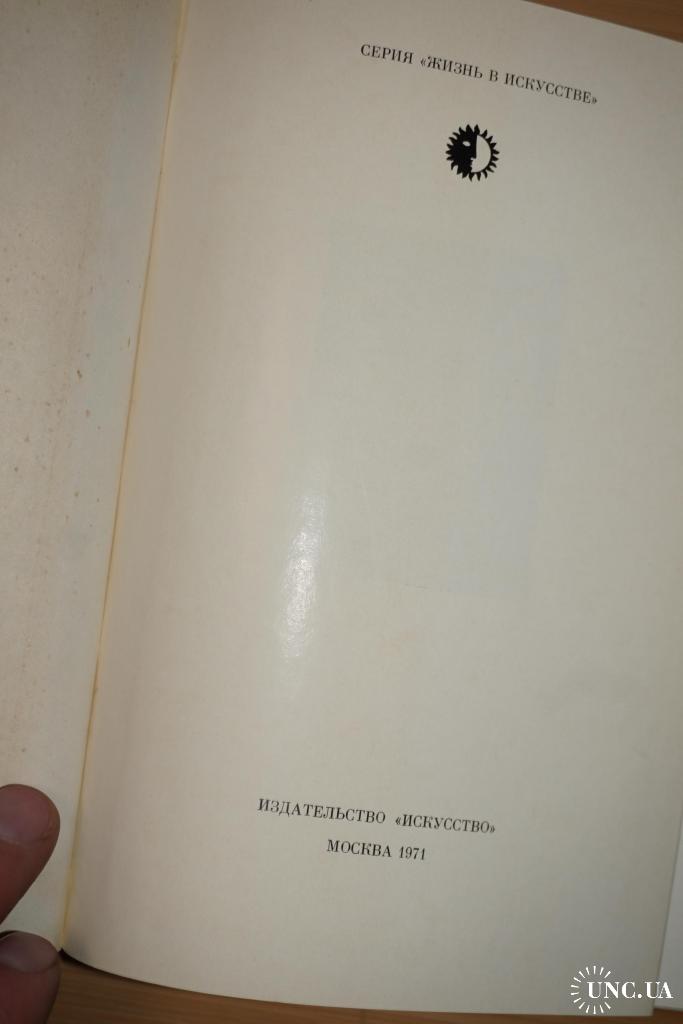 СЕРИЯ «ЖИЗНЬ В ИСКУССТВЕ»
ИЗДАТЕЛЬСТВО «ИСКУССТВО»
МОСКВА 1971
UNC.UA